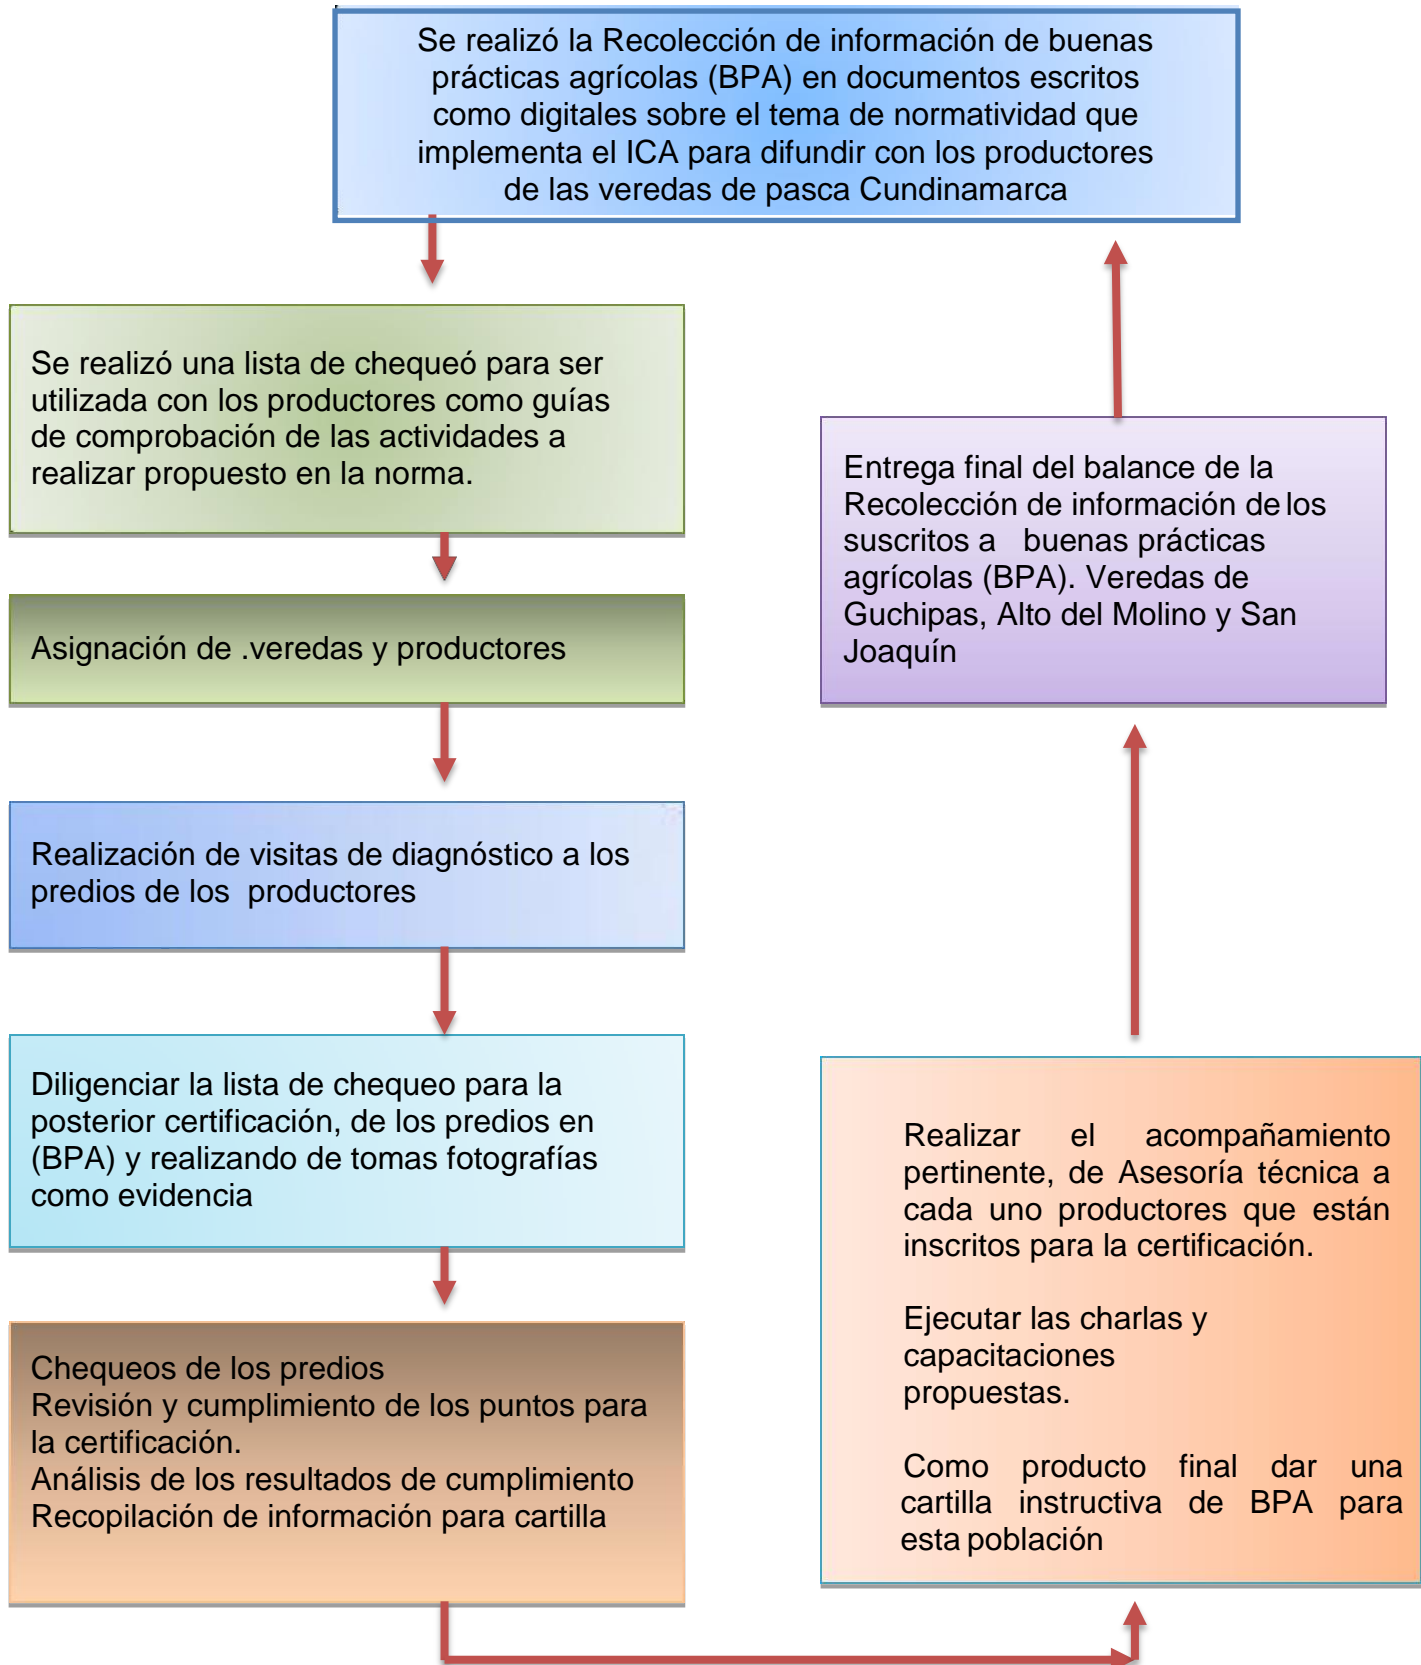 Se realizó la Recolección de información de buenas
prácticas agrícolas (BPA) en documentos escritos
como digitales sobre el tema de normatividad que
implementa el ICA para difundir con los productores
de las veredas de pasca Cundinamarca
Se realizó una lista de chequeó para ser
utilizada con los productores como guías
de comprobación de las actividades a
realizar propuesto en la norma.
Asignación de .veredas y productores
Realización de visitas de diagnóstico a los
predios de los productores
Diligenciar la lista de chequeo para la
posterior certificación, de los predios en
(BPA) y realizando de tomas fotografías
como evidencia
Chequeos de los predios
Revisión y cumplimiento de los puntos para
la certificación.
Análisis de los resultados de cumplimiento
Recopilación de información para cartilla
Realizar el acompañamiento
pertinente, de Asesoría técnica a
cada uno productores que están
inscritos para la certificación.
Ejecutar las charlas y
capacitaciones
propuestas.
Como producto final dar una
cartilla instructiva de BPA para
esta población
Entrega final del balance de la
Recolección de información de los
suscritos a buenas prácticas
agrícolas (BPA). Veredas de
Guchipas, Alto del Molino y San
Joaquín